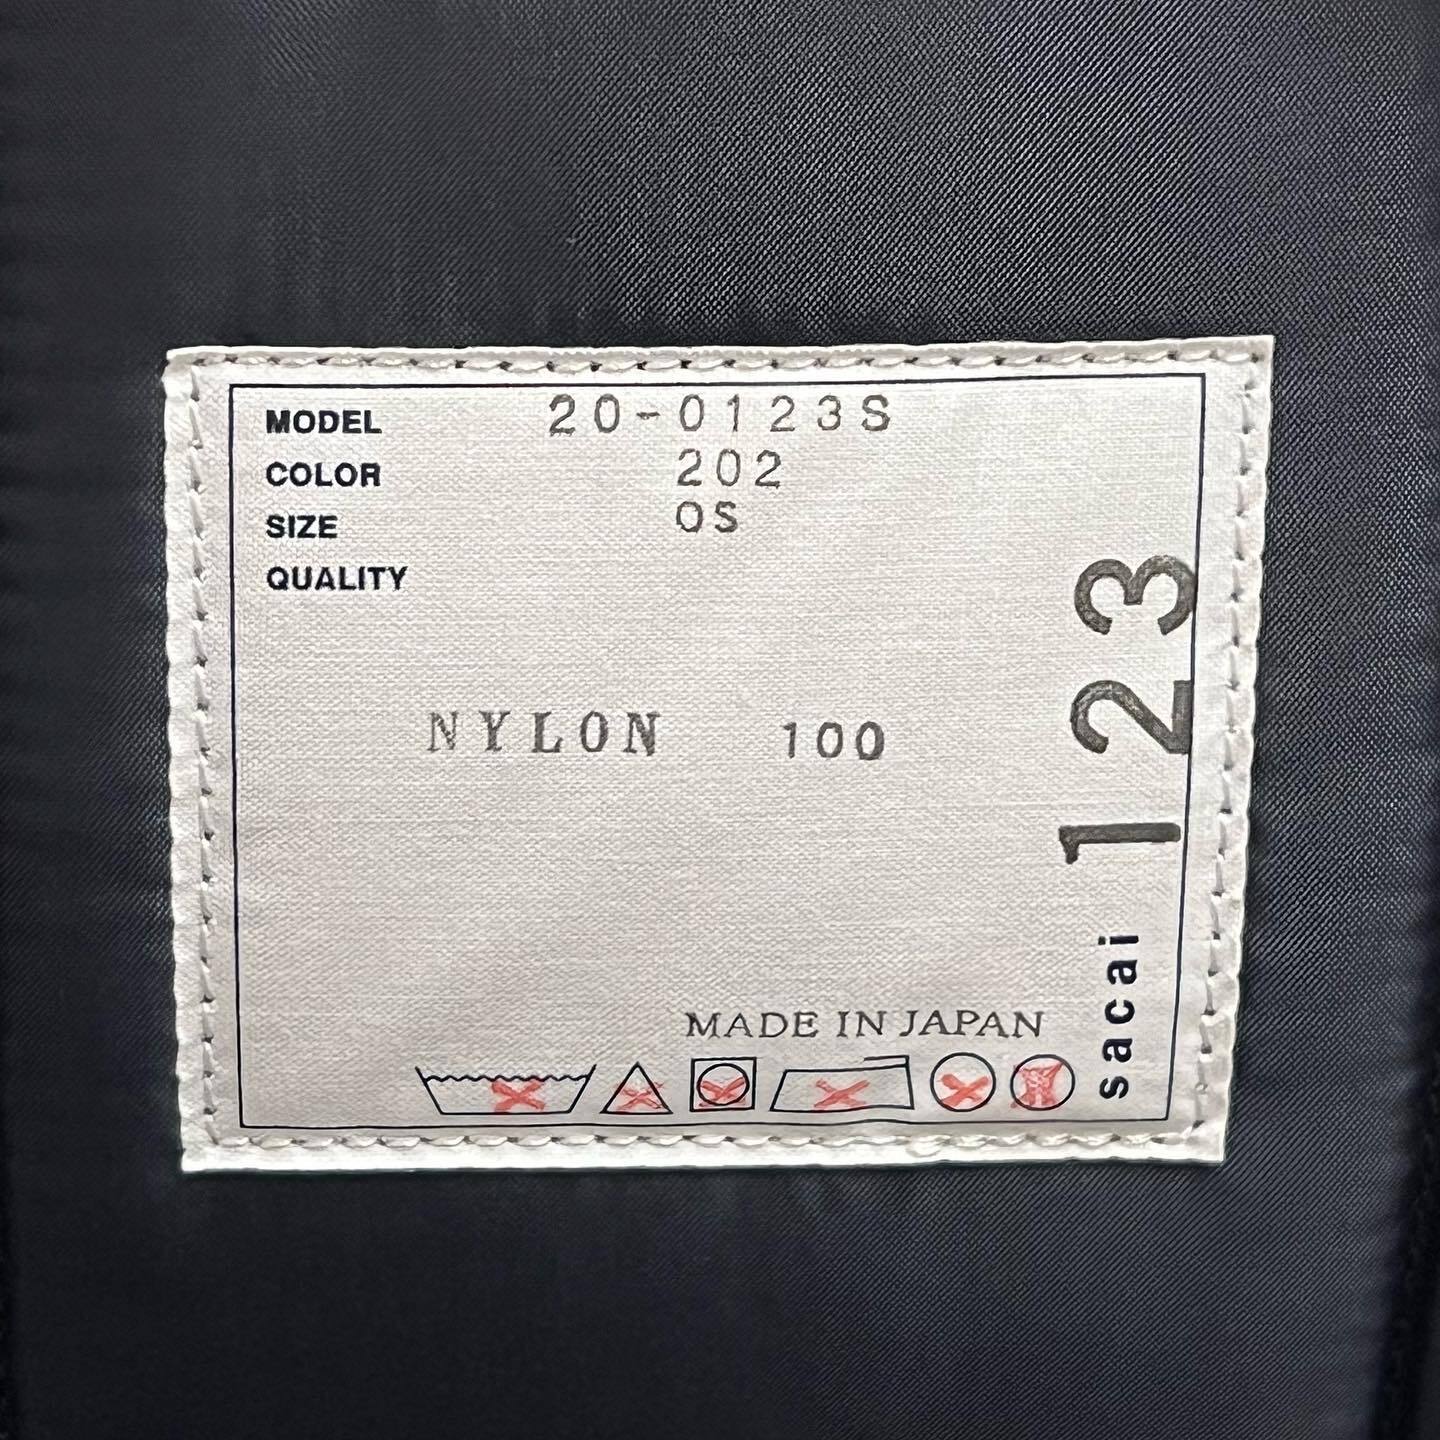 MODEL 20-0123S
COLOR 202
SIZE OS
QUALITY
NYLON 100
MADE IN JAPAN
sacai 123